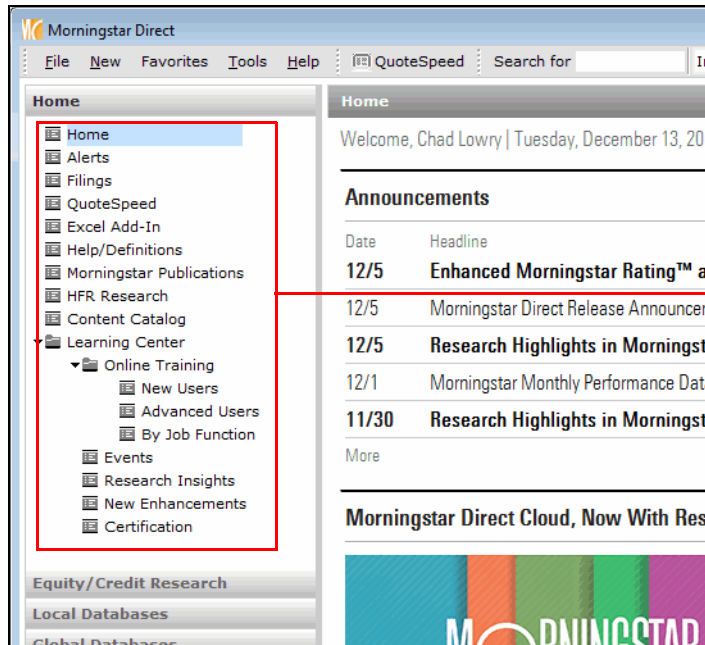 Morningstar Direct
File New Favorites Tools Help QuoteSpeed Search for
Home
Home
Alerts
Filings
QuoteSpeed
Excel Add-In
Help/Definitions
Morningstar Publications
HFR Research
Content Catalog
Learning Center
Online Training
New Users
Advanced Users
By Job Function
Events
Research Insights
New Enhancements
Certification
Equity/Credit Research
Local Databases
Global Databases
Home
Welcome, Chad Lowry | Tuesday, December 13, 20
Announcements
Date Headline
12/5 Enhanced Morningstar Rating™ a
12/5 Morningstar Direct Release Announcer
12/5 Research Highlights in Morningst
12/1 Morningstar Monthly Performance Dat
11/30 Research Highlights in Morningst
More
Morningstar Direct Cloud, Now With Res
MORNINGSTAR